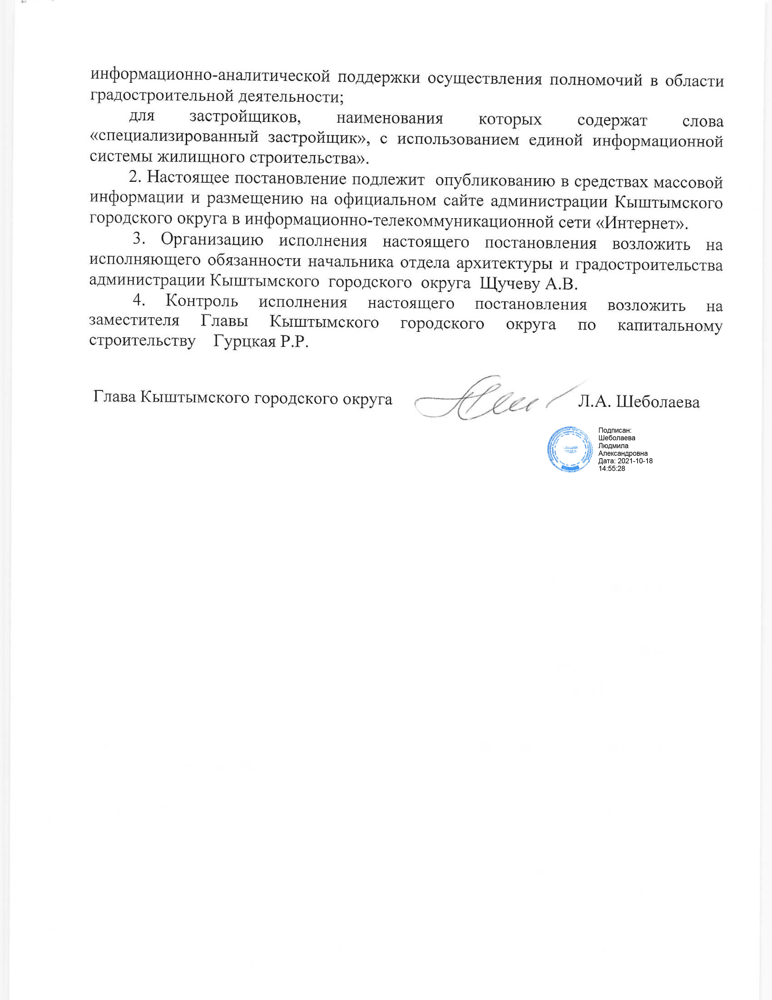 информационно-аналитической поддержки осуществления полномочий в области
градостроительной деятельности;
для застройщиков, наименования которых содержат слова
«специализированный застройщик», с использованием единой информационной
системы жилищного строительства».
2. Настоящее постановление подлежит опубликованию в средствах массовой
информации и размещению на официальном сайте администрации Кыштымского
городского округа в информационно-телекоммуникационной сети «Интернет».
3. Организацию исполнения настоящего постановления возложить на
исполняющего обязанности начальника отдела архитектуры и градостроительства
администрации Кыштымского городского округа Щучеву А.В.
4. Контроль исполнения настоящего постановления возложить на
заместителя Главы Кыштымского городского округа по капитальному
строительству Гурцкая Р.Р.
Глава Кыштымского городского округа Л.А. Шеболаева
ОБЩИЙ
ОТДЕЛ
Подписан:
Шеболаева
Людмила
Александровна
Дата: 2021-10-18
14:55:28